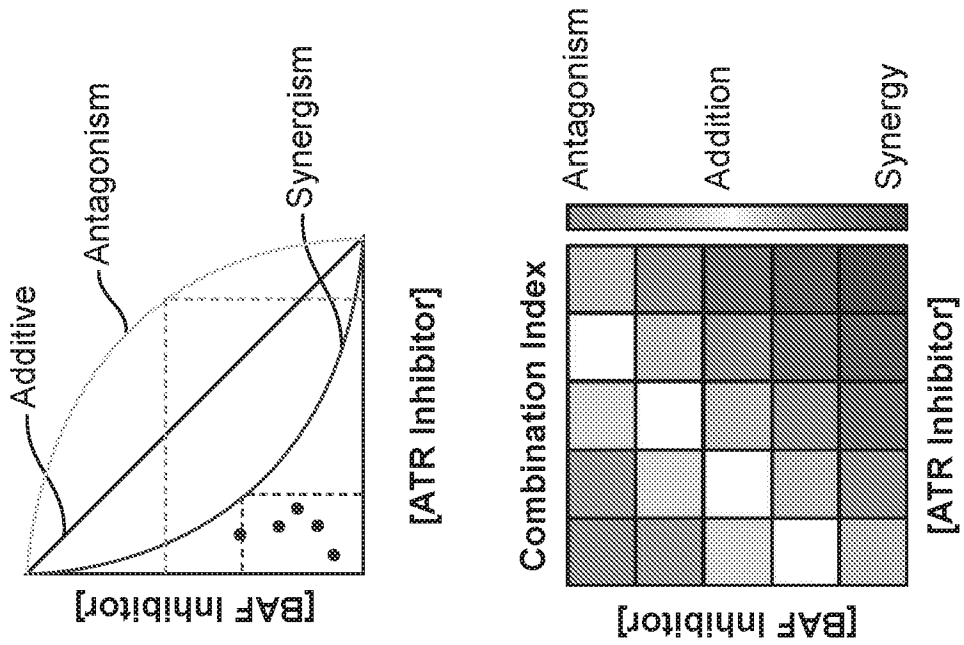 Additive
Antagonism
Synergism
[BAF Inhibitor]
[ATR Inhibitor]
Combination Index
Antagonism
Addition
Synergy
[BAF Inhibitor]
[ATR Inhibitor]